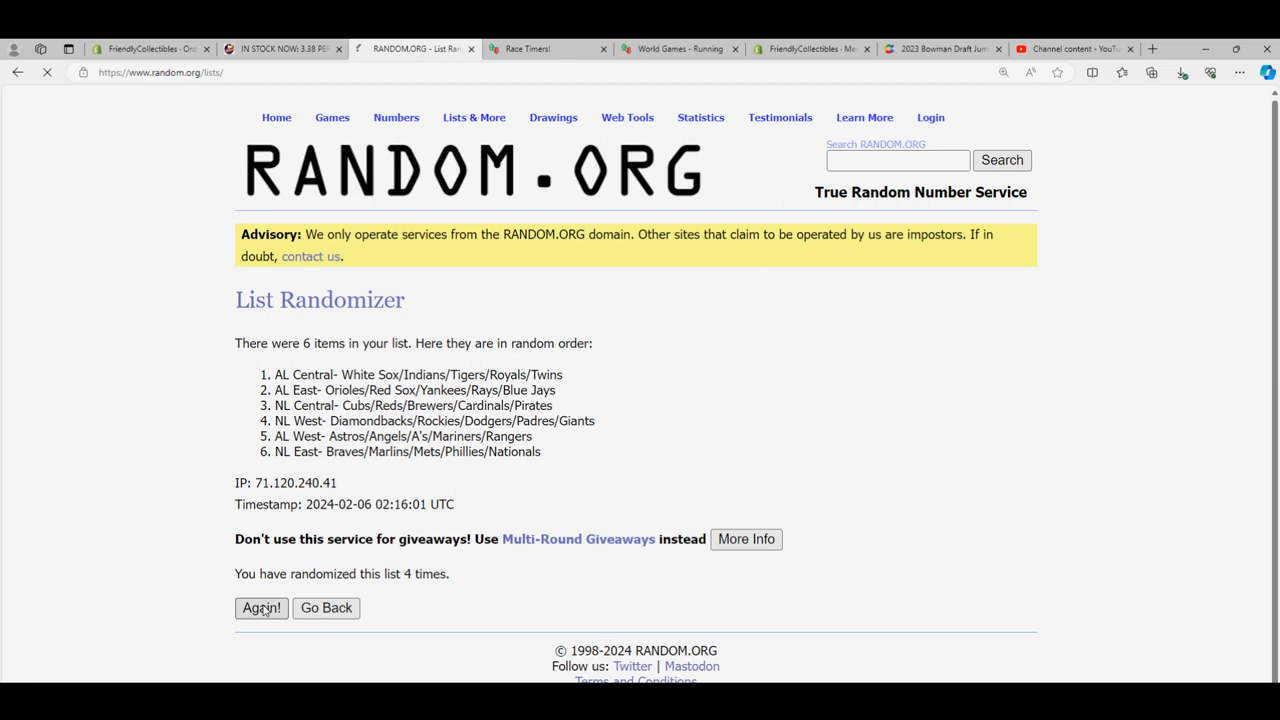 FriendlyCollectibles - Oro
IN STOCK NOW: 3.38 PER
RANDOM.ORG - List Ran
Race Timers!
World Games - Running
FriendlyCollectibles - Me
2023 Bowman Draft Jum
Channel content - YouTu
https://www.random.org/lists/
Home Games Numbers Lists & More Drawings Web Tools Statistics Testimonials Learn More Login
RANDOM.ORG
Search RANDOM.ORG
Search
True Random Number Service
Advisory: We only operate services from the RANDOM.ORG domain. Other sites that claim to be operated by us are impostors. If in
doubt, contact us.
List Randomizer
There were 6 items in your list. Here they are in random order:
1. AL Central- White Sox/Indians/Tigers/Royals/Twins
2. AL East- Orioles/Red Sox/Yankees/Rays/Blue Jays
3. NL Central- Cubs/Reds/Brewers/Cardinals/Pirates
4. NL West- Diamondbacks/Rockies/Dodgers/Padres/Giants
5. AL West- Astros/Angels/A's/Mariners/Rangers
6. NL East- Braves/Marlins/Mets/Phillies/Nationals
IP: 71.120.240.41
Timestamp: 2024-02-06 02:16:01 UTC
Don't use this service for giveaways! Use Multi-Round Giveaways instead More Info
You have randomized this list 4 times.
Again! Go Back
© 1998-2024 RANDOM.ORG
Follow us: Twitter | Mastodon
Terms and Conditions